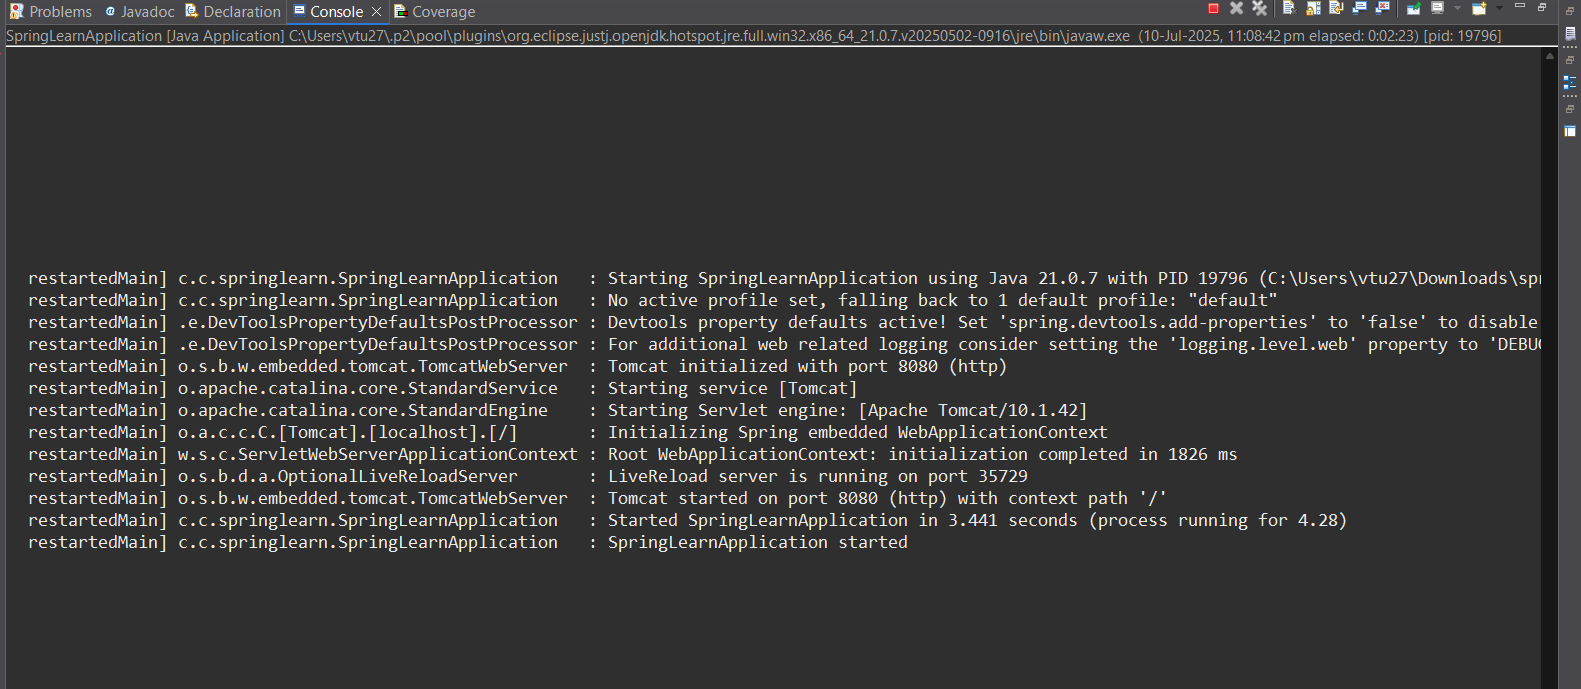 Problems Javadoc Declaration Console Coverage
SpringLearnApplication [Java Application] C:\Users\vtu27\.p2\pool\plugins\org.eclipse.justj.openjdk.hotspot.jre.full.win32.x86_64_21.0.7.v20250502-0916\jre\bin\javaw.exe (10-Jul-2025, 11:08:42 pm elapsed: 0:02:23) [pid: 19796]
restartedMain] c.c.springlearn.SpringLearnApplication : Starting SpringLearnApplication using Java 21.0.7 with PID 19796 (C:\Users\vtu27\Downloads\spr
restartedMain] c.c.springlearn.SpringLearnApplication : No active profile set, falling back to 1 default profile: "default"
restartedMain] .e.DevToolsPropertyDefaultsPostProcessor : Devtools property defaults active! Set 'spring.devtools.add-properties' to 'false' to disable
restartedMain] .e.DevToolsPropertyDefaultsPostProcessor : For additional web related logging consider setting the 'logging.level.web' property to 'DEBUG
restartedMain] o.s.b.w.embedded.tomcat.TomcatWebServer : Tomcat initialized with port 8080 (http)
restartedMain] o.apache.catalina.core.StandardService : Starting service [Tomcat]
restartedMain] o.apache.catalina.core.StandardEngine : Starting Servlet engine: [Apache Tomcat/10.1.42]
restartedMain] o.a.c.c.C.[Tomcat].[localhost].[/] : Initializing Spring embedded WebApplicationContext
restartedMain] w.s.c.ServletWebServerApplicationContext : Root WebApplicationContext: initialization completed in 1826 ms
restartedMain] o.s.b.d.a.OptionalLiveReloadServer : LiveReload server is running on port 35729
restartedMain] o.s.b.w.embedded.tomcat.TomcatWebServer : Tomcat started on port 8080 (http) with context path '/'
restartedMain] c.c.springlearn.SpringLearnApplication : Started SpringLearnApplication in 3.441 seconds (process running for 4.28)
restartedMain] c.c.springlearn.SpringLearnApplication : SpringLearnApplication started